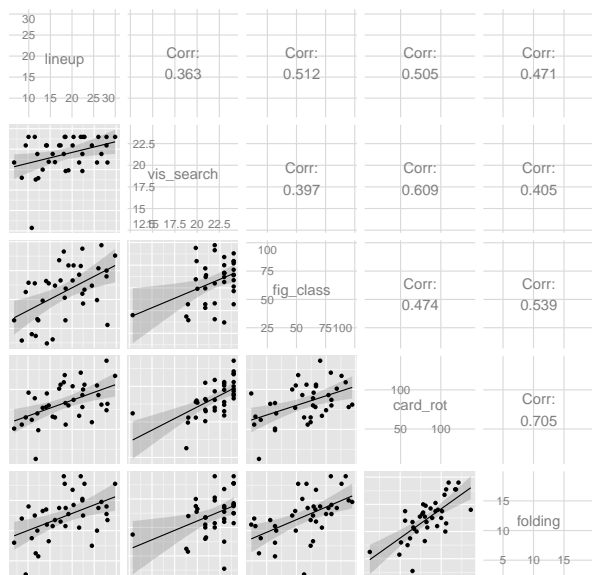 30
20
lineup
15
10
10 15 20 25 30
Corr:
0.363
Corr:
0.512
Corr:
0.505
Corr:
0.471
22.5
20
vis_search
17.5
15
12.5 17.5 20 22.5
Corr:
0.397
Corr:
0.609
Corr:
0.405
100
75
fig_class
50
25
25 50 75 100
Corr:
0.474
Corr:
0.539
100
card_rot
50
50 100
Corr:
0.705
15
folding
10
5
5 10 15